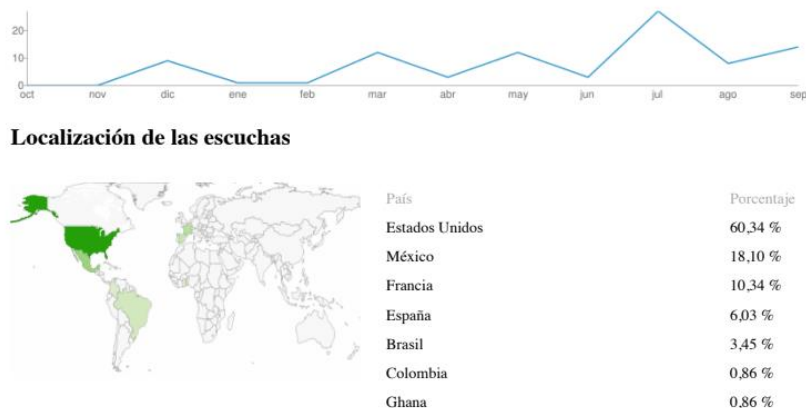 20
10
oct nov dic ene feb mar abr may jun jul ago sep
Localización de las escuchas
País Porcentaje
Estados Unidos 60,34 %
México 18,10 %
Francia 10,34 %
España 6,03 %
Brasil 3,45 %
Colombia 0,86 %
Ghana 0,86 %